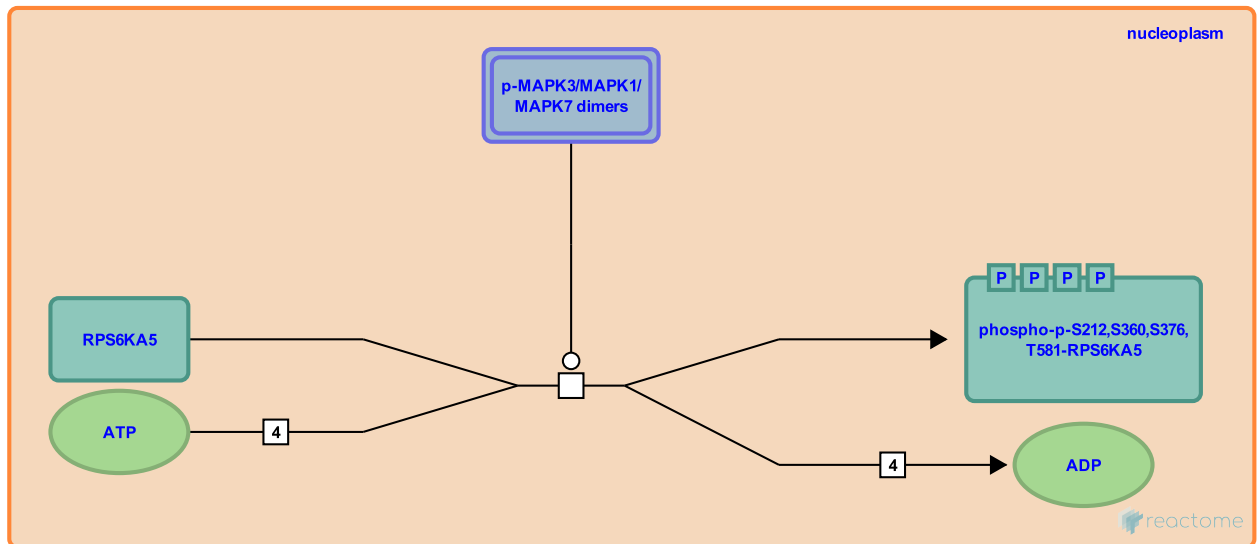 nucleoplasm
p-MAPK3/MAPK1/
MAPK7 dimers
P P P P
RPS6KA5
phospho-p-S212,S360,S376,
T581-RPS6KA5
ATP
4
4
ADP
reactome